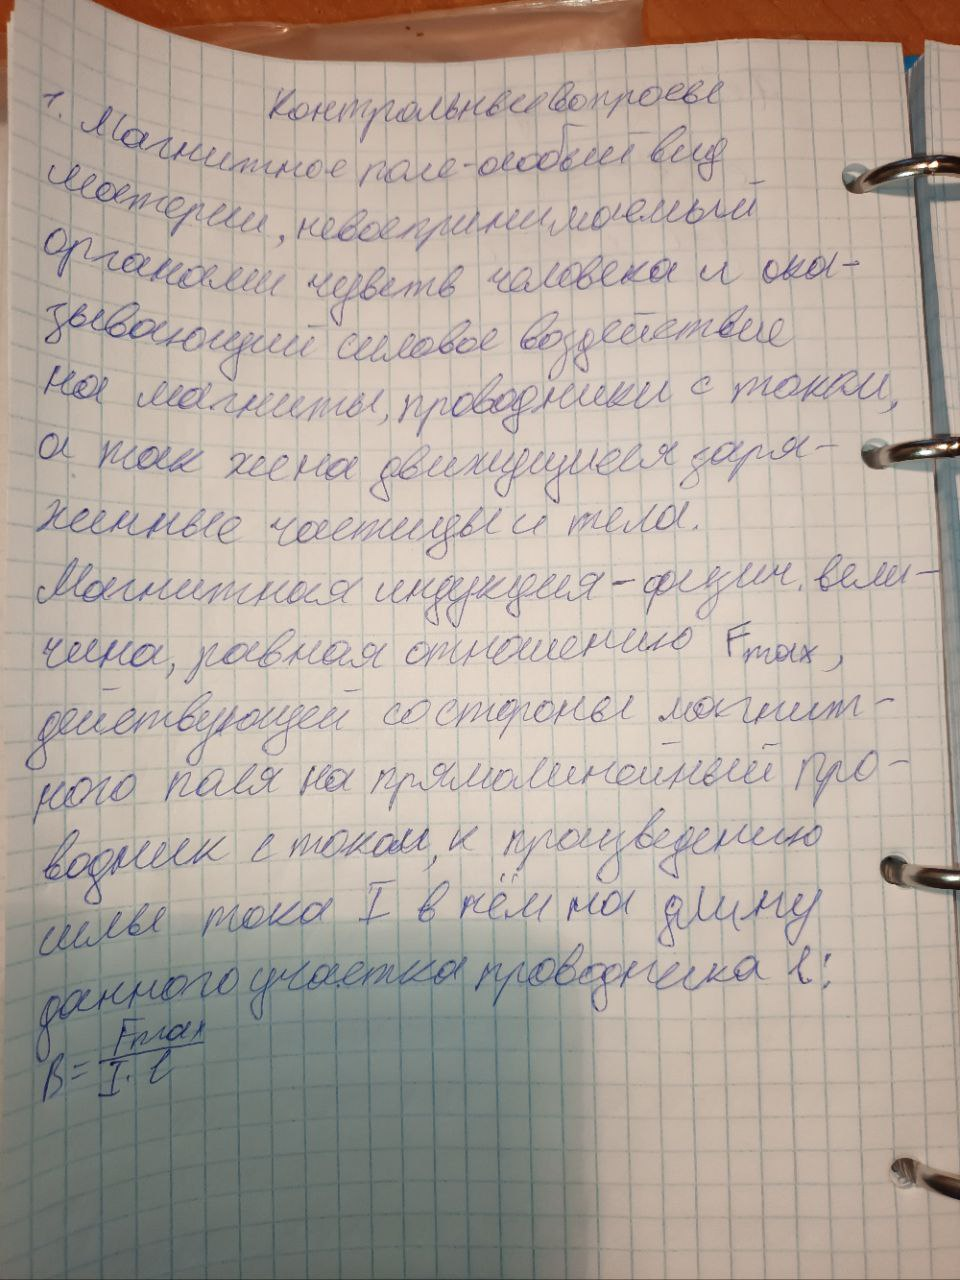 Контрольные вопросы
1. Магнитное поле-особый вид
материи, невоспринимаемый
органами чувств человека и ока-
зывающий силовое воздействие
на магниты, проводники с током,
а так же на движущиеся заря-
женные частицы и тела.
Магнитная индукция - физич. вели-
чина, равная отношению Fmax,
действующей со стороны магнит-
ного поля на прямолинейный про-
водник с током, к произведению
силы тока I в нём на длину
данного участка проводника l:
B = Fmax / I · l